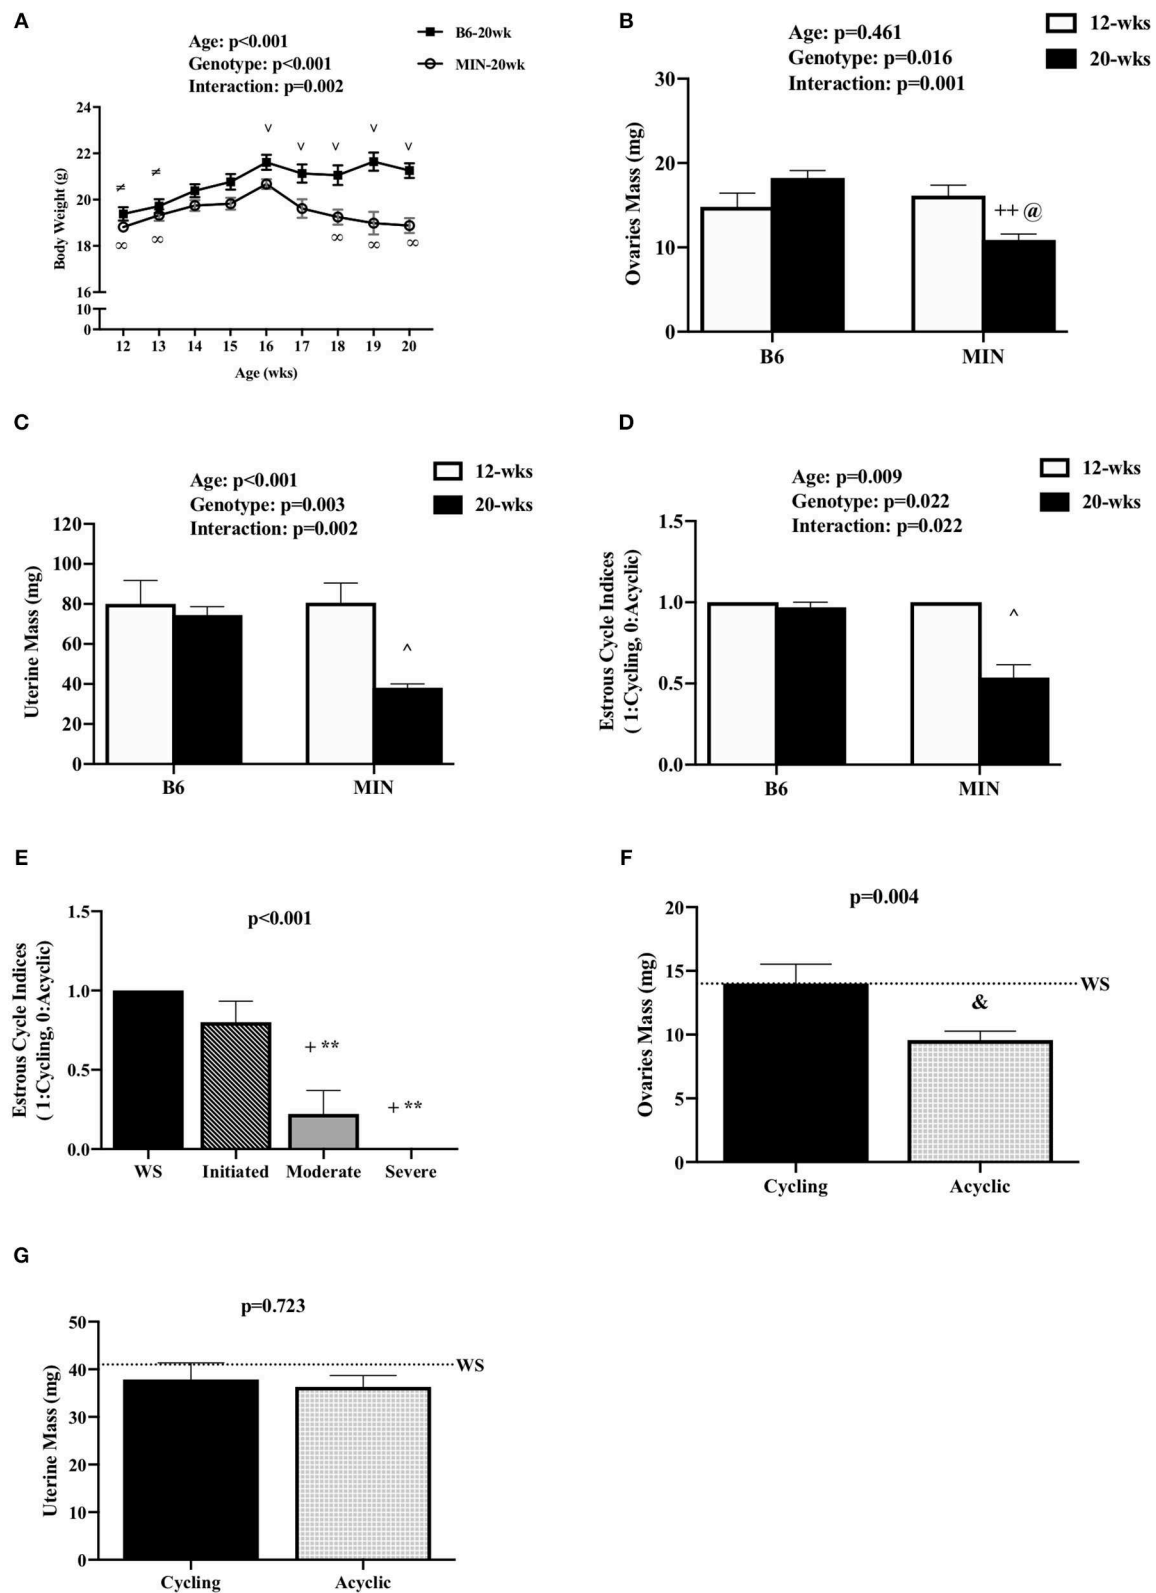 A
Age: p<0.001
Genotype: p<0.001
Interaction: p=0.002
B6-20wk
MIN-20wk
Body Weight (g)
24
22
20
18
16
10
0
≠
≠
∨
∨
∨
∨
∨
∞
∞
∞
∞
∞
12 13 14 15 16 17 18 19 20
Age (wks)
B
Age: p=0.461
Genotype: p=0.016
Interaction: p=0.001
12-wks
20-wks
Ovaries Mass (mg)
30
20
10
0
++ @
B6 MIN
C
Age: p<0.001
Genotype: p=0.003
Interaction: p=0.002
12-wks
20-wks
Uterine Mass (mg)
120
100
80
60
40
20
0
^
B6 MIN
D
Age: p=0.009
Genotype: p=0.022
Interaction: p=0.022
12-wks
20-wks
Estrous Cycle Indices
( 1:Cycling, 0:Acyclic)
1.5
1.0
0.5
0.0
^
B6 MIN
E
p<0.001
Estrous Cycle Indices
( 1:Cycling, 0:Acyclic)
1.5
1.0
0.5
0.0
+ **
+ **
WS Initiated Moderate Severe
F
p=0.004
Ovaries Mass (mg)
20
15
10
5
0
WS
&
Cycling Acyclic
G
p=0.723
Uterine Mass (mg)
50
40
30
20
10
0
WS
Cycling Acyclic